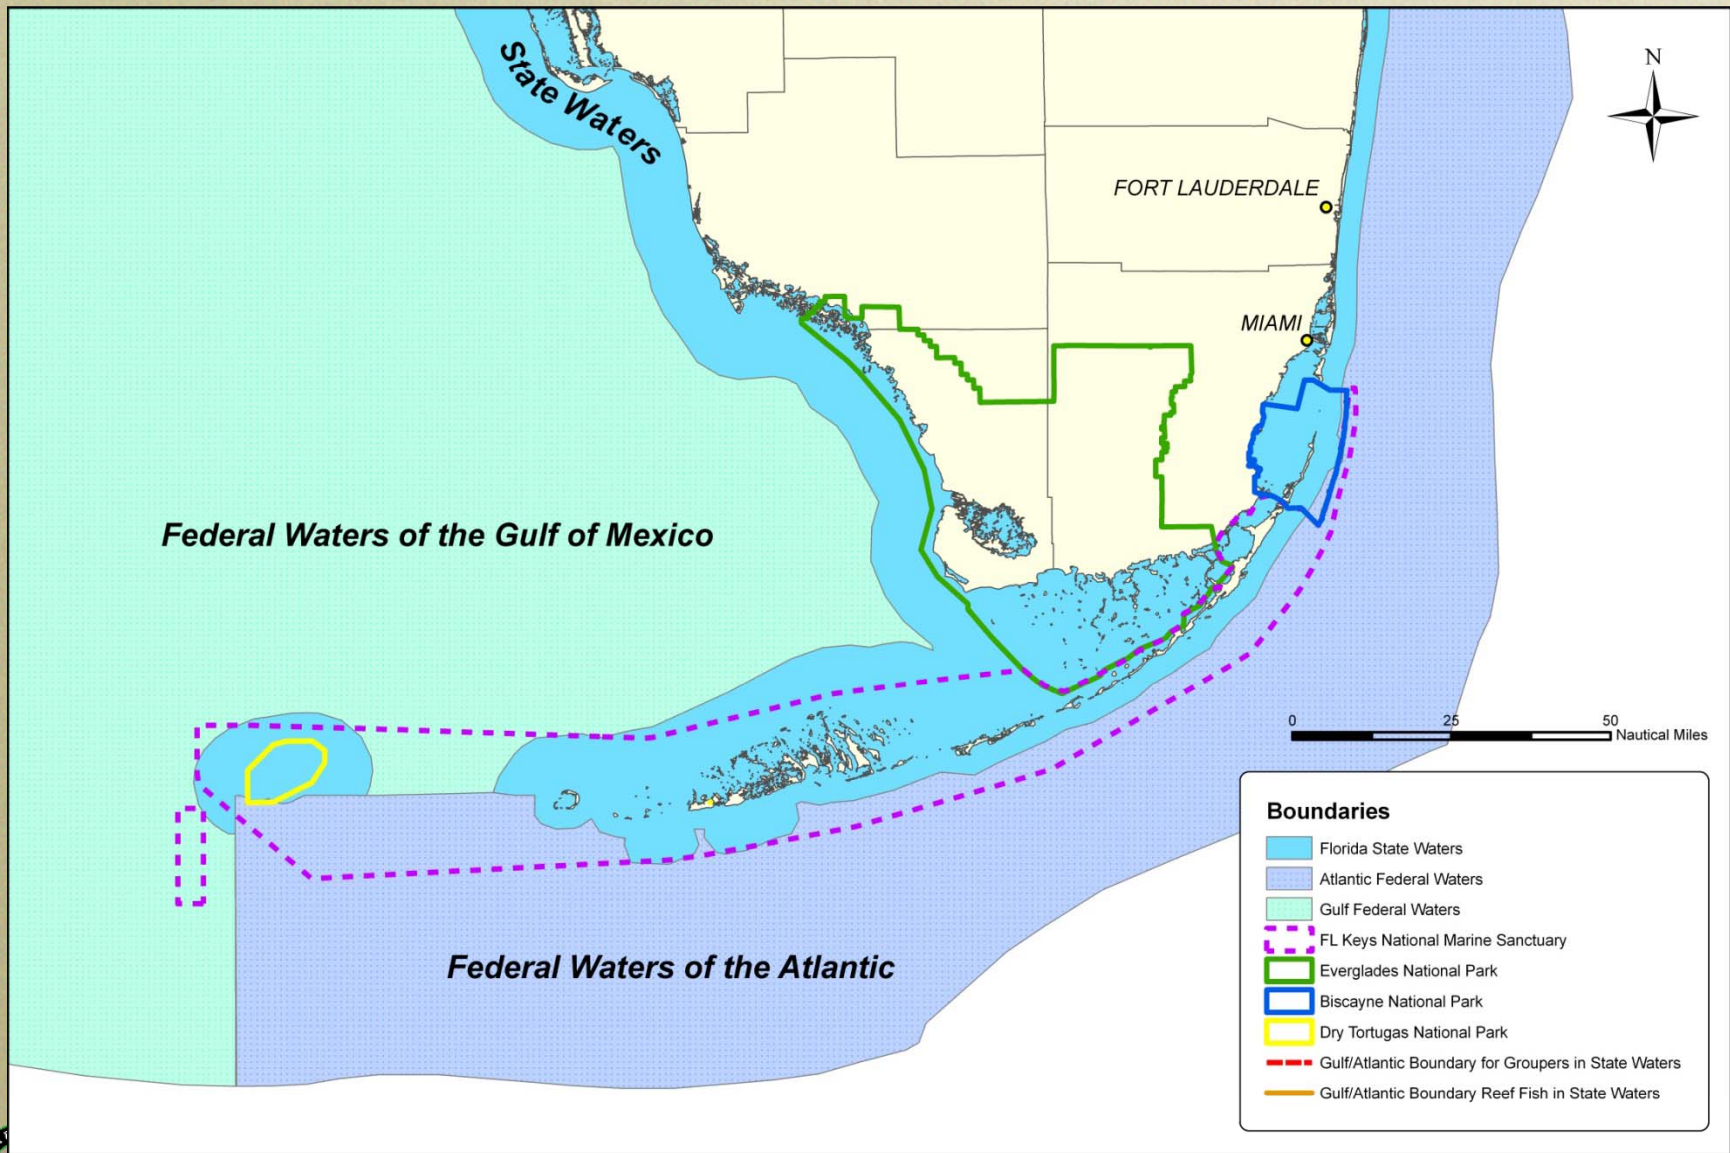 State Waters
N
FORT LAUDERDALE
MIAMI
Federal Waters of the Gulf of Mexico
0 25 50
Nautical Miles
Federal Waters of the Atlantic
Boundaries
Florida State Waters
Atlantic Federal Waters
Gulf Federal Waters
FL Keys National Marine Sanctuary
Everglades National Park
Biscayne National Park
Dry Tortugas National Park
Gulf/Atlantic Boundary for Groupers in State Waters
Gulf/Atlantic Boundary Reef Fish in State Waters